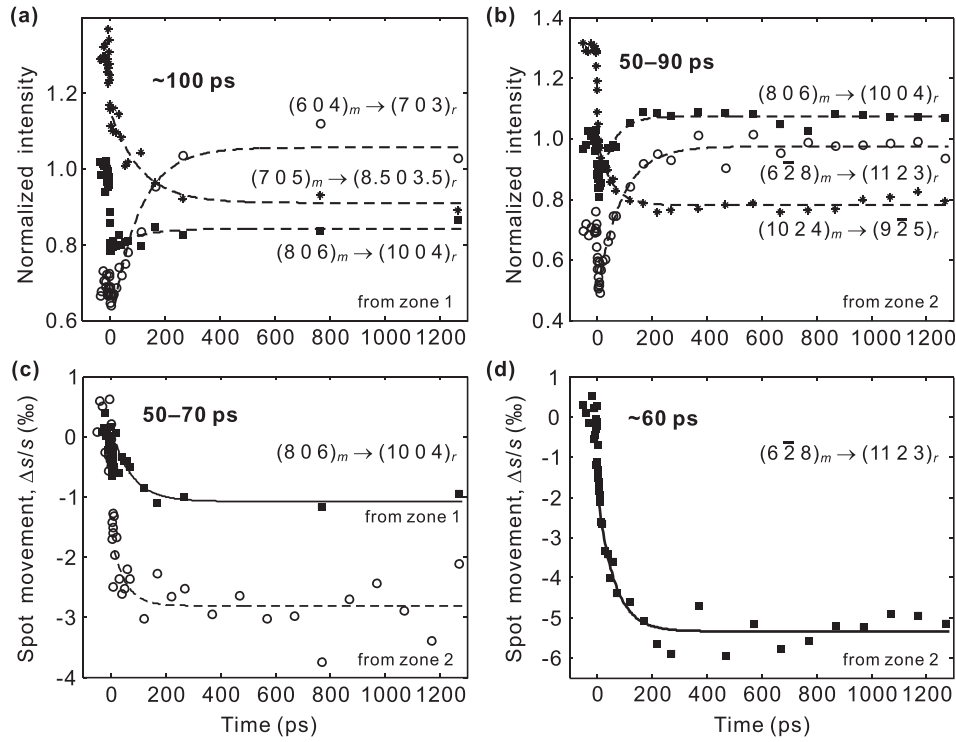 (a)
1.2
1.0
0.8
0.6
Normalized intensity
~100 ps
(6 0 4)m → (7 0 3)r
(7 0 5)m → (8.5 0 3.5)r
(8 0 6)m → (10 0 4)r
from zone 1
0 200 400 600 800 1000 1200
(b)
1.4
1.2
1.0
0.8
0.6
0.4
Normalized intensity
50–90 ps
(8 0 6)m → (10 0 4)r
(6 2̅ 8)m → (11 2 3)r
(10 2 4)m → (9 2̅ 5)r
from zone 2
0 200 400 600 800 1000 1200
(c)
1
0
-1
-2
-3
-4
Spot movement, Δs/s (‰)
50–70 ps
(8 0 6)m → (10 0 4)r
from zone 1
from zone 2
0 200 400 600 800 1000 1200
Time (ps)
(d)
1
0
-1
-2
-3
-4
-5
-6
Spot movement, Δs/s (‰)
~60 ps
(6 2̅ 8)m → (11 2 3)r
from zone 2
0 200 400 600 800 1000 1200
Time (ps)